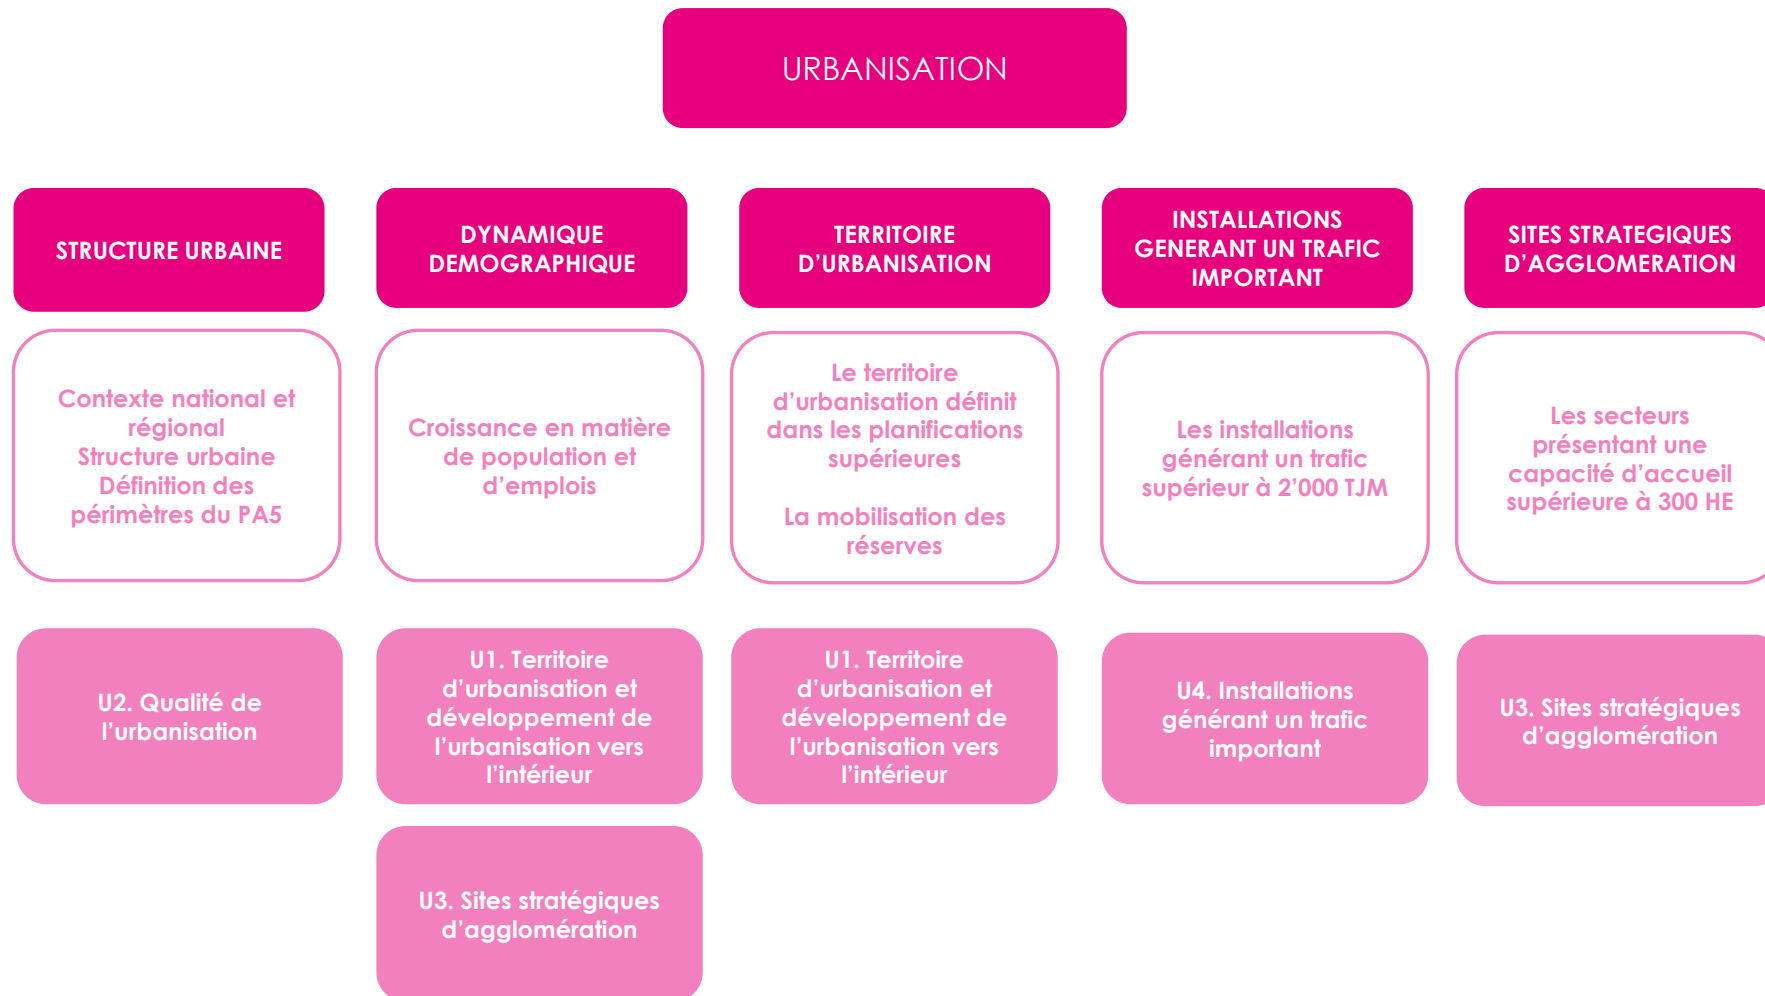 URBANISATION
STRUCTURE URBAINE
DYNAMIQUE
DEMOGRAPHIQUE
TERRITOIRE
D’URBANISATION
INSTALLATIONS
GENERANT UN TRAFIC
IMPORTANT
SITES STRATEGIQUES
D’AGGLOMERATION
Contexte national et
régional
Structure urbaine
Définition des
périmètres du PA5
Croissance en matière
de population et
d’emplois
Le territoire
d’urbanisation définit
dans les planifications
supérieures
La mobilisation des
réserves
Les installations
générant un trafic
supérieur à 2’000 TJM
Les secteurs
présentant une
capacité d’accueil
supérieure à 300 HE
U2. Qualité de
l’urbanisation
U1. Territoire
d’urbanisation et
développement de
l’urbanisation vers
l’intérieur
U1. Territoire
d’urbanisation et
développement de
l’urbanisation vers
l’intérieur
U4. Installations
générant un trafic
important
U3. Sites stratégiques
d’agglomération
U3. Sites stratégiques
d’agglomération